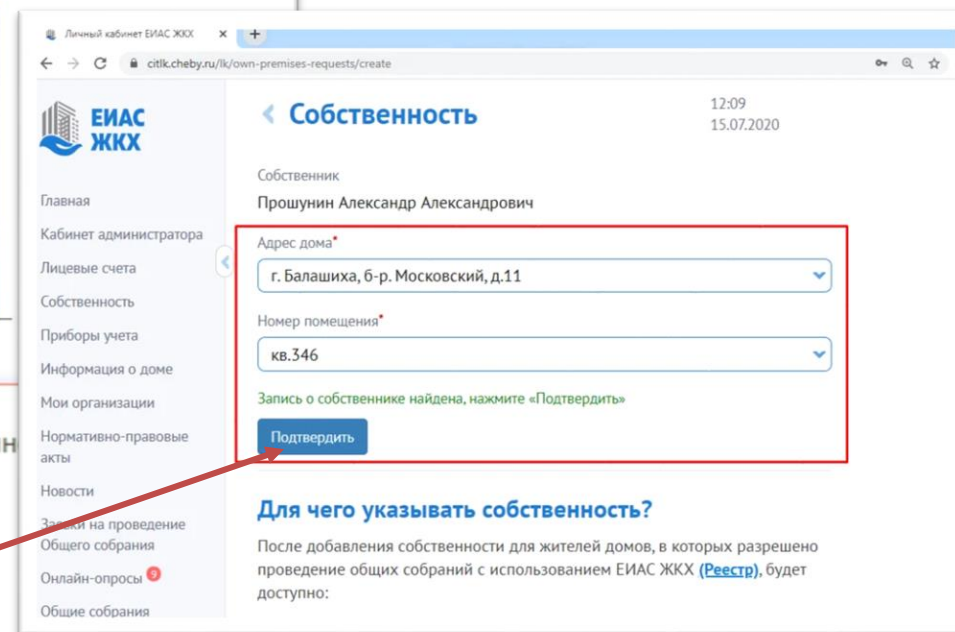 Личный кабинет ЕИАС ЖКХ
citlk.cheby.ru/lk/own-premises-requests/create
ЕИАС
ЖКХ
Собственность
12:09
15.07.2020
Собственник
Прошунин Александр Александрович
Главная
Кабинет администратора
Лицевые счета
Собственность
Приборы учета
Информация о доме
Мои организации
Нормативно-правовые
акты
Новости
Заявки на проведение
Общего собрания
Онлайн-опросы 9
Общие собрания
Адрес дома*
г. Балашиха, б-р. Московский, д.11
Номер помещения*
кв.346
Запись о собственнике найдена, нажмите «Подтвердить»
Подтвердить
Для чего указывать собственность?
После добавления собственности для жителей домов, в которых разрешено
проведение общих собраний с использованием ЕИАС ЖКХ (Реестр), будет
доступно: